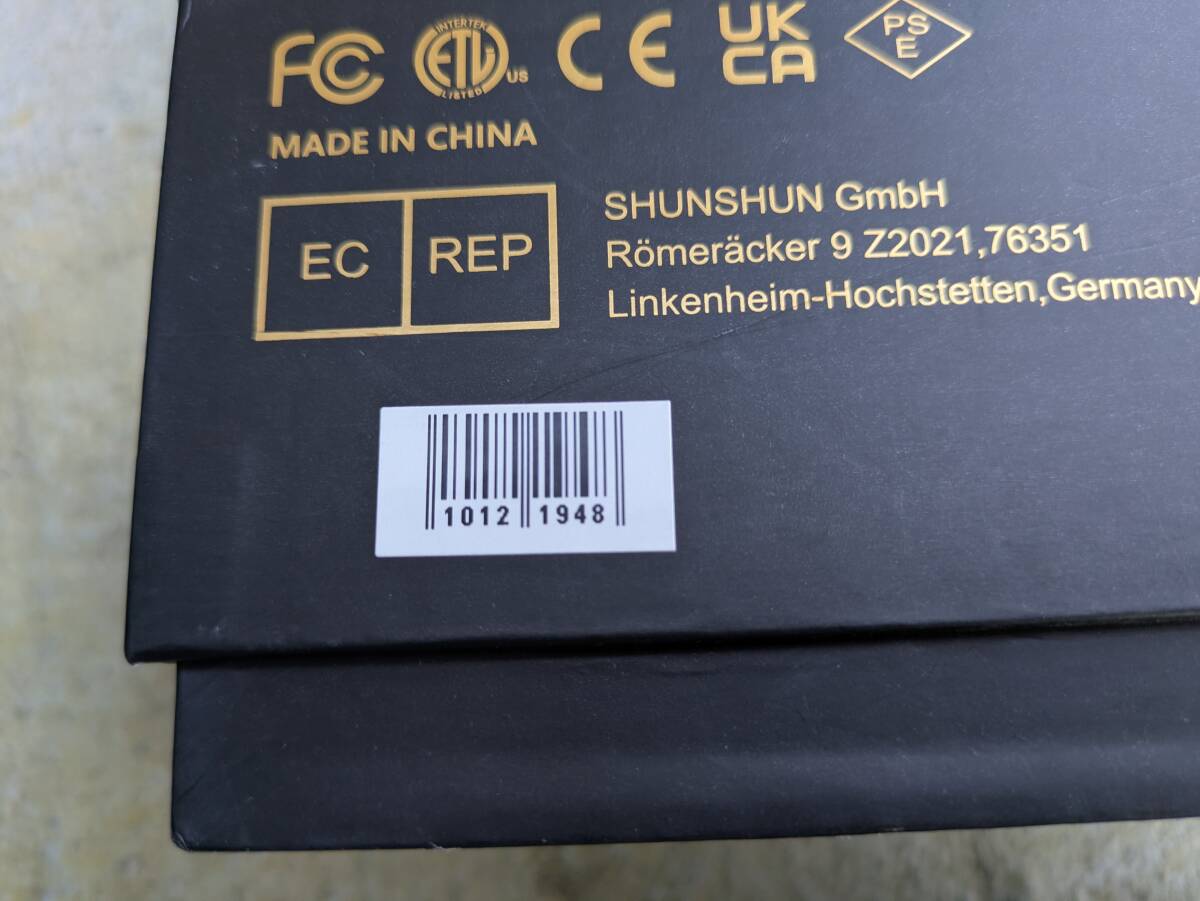 FC INTERTEK ETL LISTED US CE UK CA PS E
MADE IN CHINA
EC REP
SHUNSHUN GmbH
Römeräcker 9 Z2021,76351
Linkenheim-Hochstetten,Germany
1012 1948